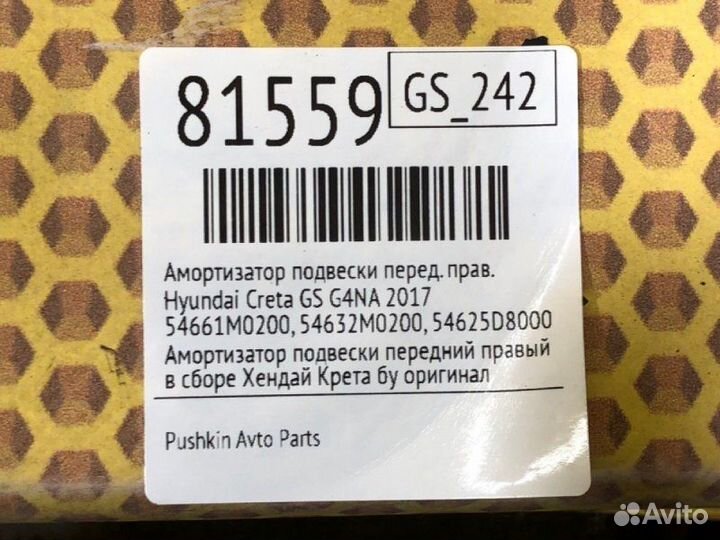 81559
GS_242
Амортизатор подвески перед. прав.
Hyundai Creta GS G4NA 2017
54661M0200, 54632M0200, 54625D8000
Амортизатор подвески передний правый
в сборе Хендай Крета бу оригинал
Pushkin Avto Parts
Avito